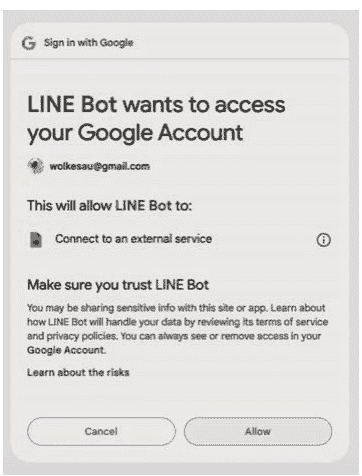 Sign in with Google
LINE Bot wants to access
your Google Account
wolkesau@gmail.com
This will allow LINE Bot to:
Connect to an external service
Make sure you trust LINE Bot
You may be sharing sensitive info with this site or app. Learn about
how LINE Bot will handle your data by reviewing its terms of service
and privacy policies. You can always see or remove access in your
Google Account.
Learn about the risks
Cancel
Allow